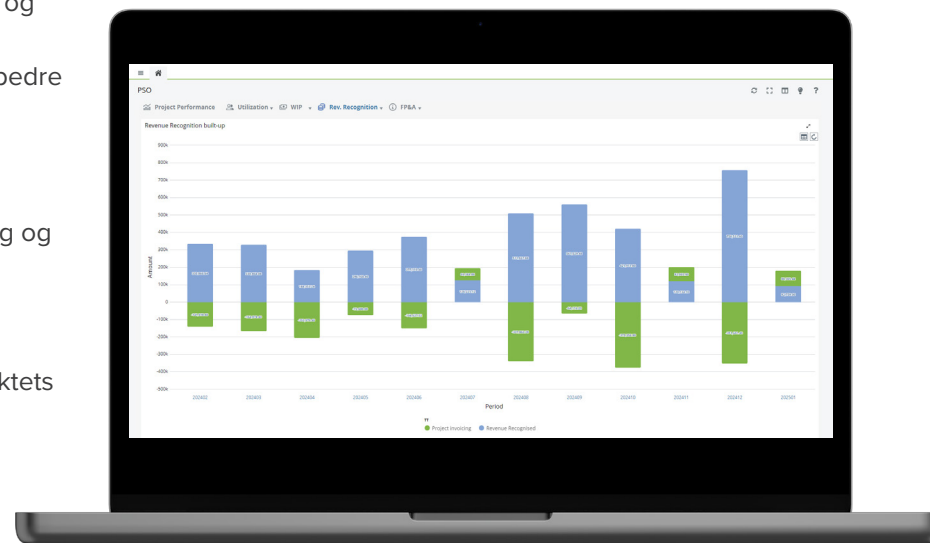 og
bedre
g og
ktets
PSO
Project Performance Utilization WIP Rev. Recognition FP&A
Revenue Recognition built-up
900k
800k
700k
600k
500k
400k
300k
200k
100k
0
-100k
-200k
-300k
-400k
-500k
Amount
202402 202403 202404 202405 202406 202407 202408 202409 202410 202411 202412 202501
Period
Project Invoicing Revenue Recognised